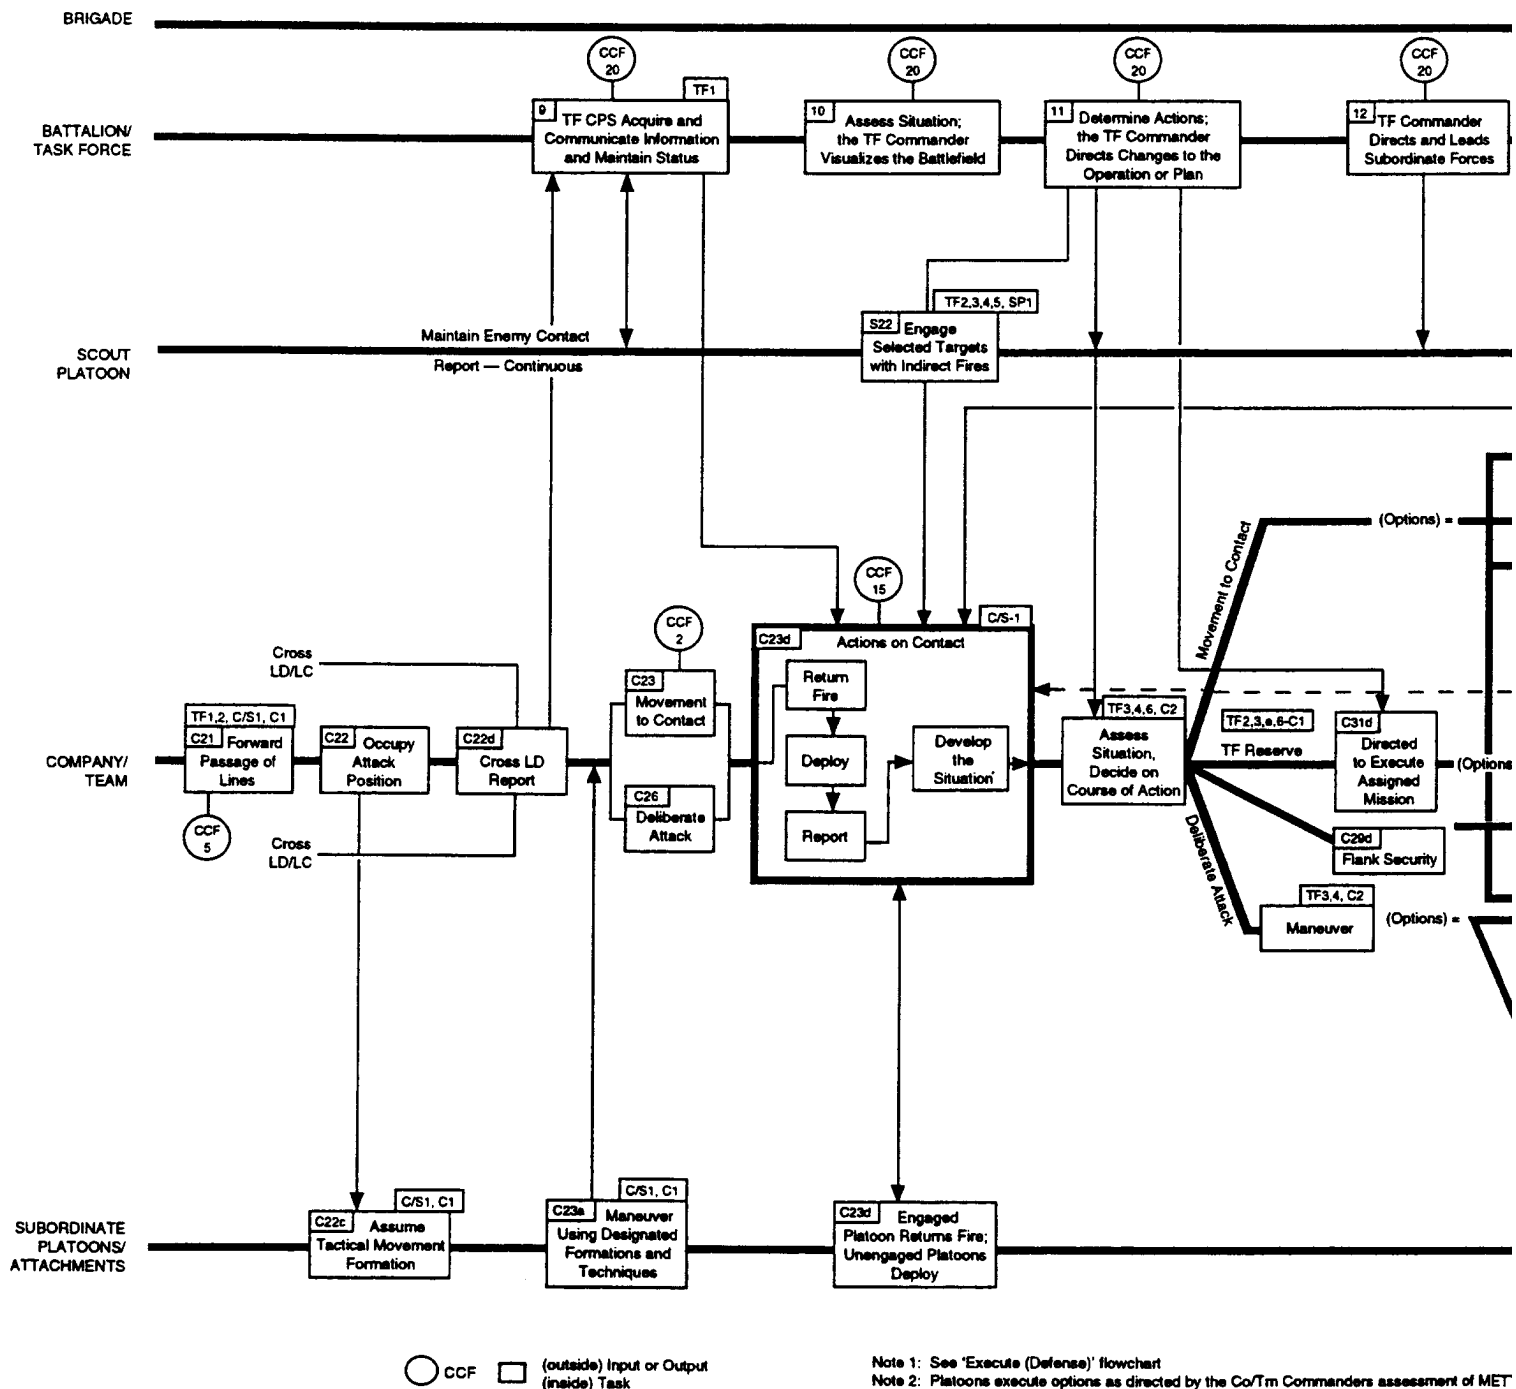 BRIGADE
CCF
20
CCF
20
CCF
20
CCF
20
TF1
BATTALION/
TASK FORCE
9
TF CPS Acquire and
Communicate Information
and Maintain Status
10
Assess Situation;
the TF Commander
Visualizes the Battlefield
11
Determine Actions;
the TF Commander
Directs Changes to the
Operation or Plan
12
TF Commander
Directs and Leads
Subordinate Forces
SCOUT
PLATOON
Maintain Enemy Contact
Report — Continuous
TF2,3,4,5, SP1
S22
Engage
Selected Targets
with Indirect Fires
Movement to Contact
(Options) =
CCF
15
CCF
2
C/S-1
C23d
Actions on Contact
Return
Fire
Deploy
Report
Develop
the
Situation'
Cross
LD/LC
COMPANY/
TEAM
TF1,2, C/S1, C1
C21
Forward
Passage of
Lines
C22
Occupy
Attack
Position
C22d
Cross LD
Report
C23
Movement
to Contact
C26
Deliberate
Attack
CCF
5
Cross
LD/LC
TF3,4,6, C2
Assess
Situation,
Decide on
Course of Action
TF2,3,e,6-C1
TF Reserve
C31d
Directed
to Execute
Assigned
Mission
(Options
C29d
Flank Security
Deliberate Attack
TF3,4, C2
Maneuver
(Options) =
SUBORDINATE
PLATOONS/
ATTACHMENTS
C/S1, C1
C22c
Assume
Tactical Movement
Formation
C/S1, C1
C23a
Maneuver
Using Designated
Formations and
Techniques
C23d
Engaged
Platoon Returns Fire;
Unengaged Platoons
Deploy
CCF
(outside) Input or Output
(inside) Task
Note 1: See 'Execute (Defense)' flowchart
Note 2: Platoons execute options as directed by the Co/Tm Commanders assessment of MET